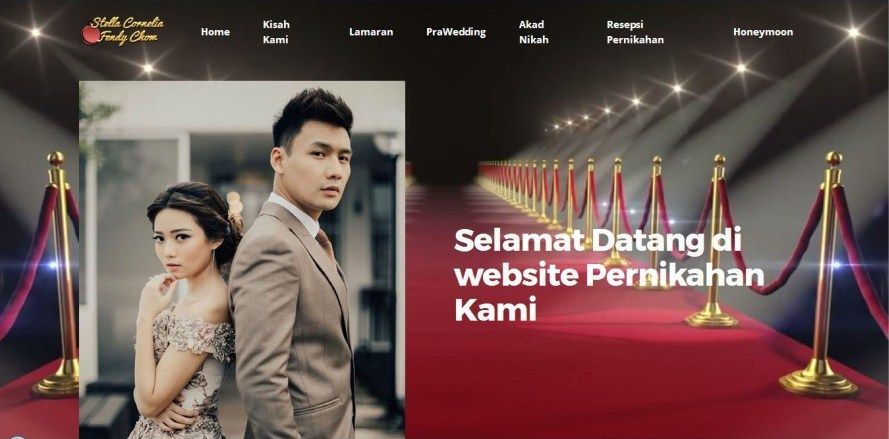 Stella Cornelia
Fendy Chom
Home
Kisah
Kami
Lamaran
PraWedding
Akad
Nikah
Resepsi
Pernikahan
Honeymoon
Selamat Datang di
website Pernikahan
Kami